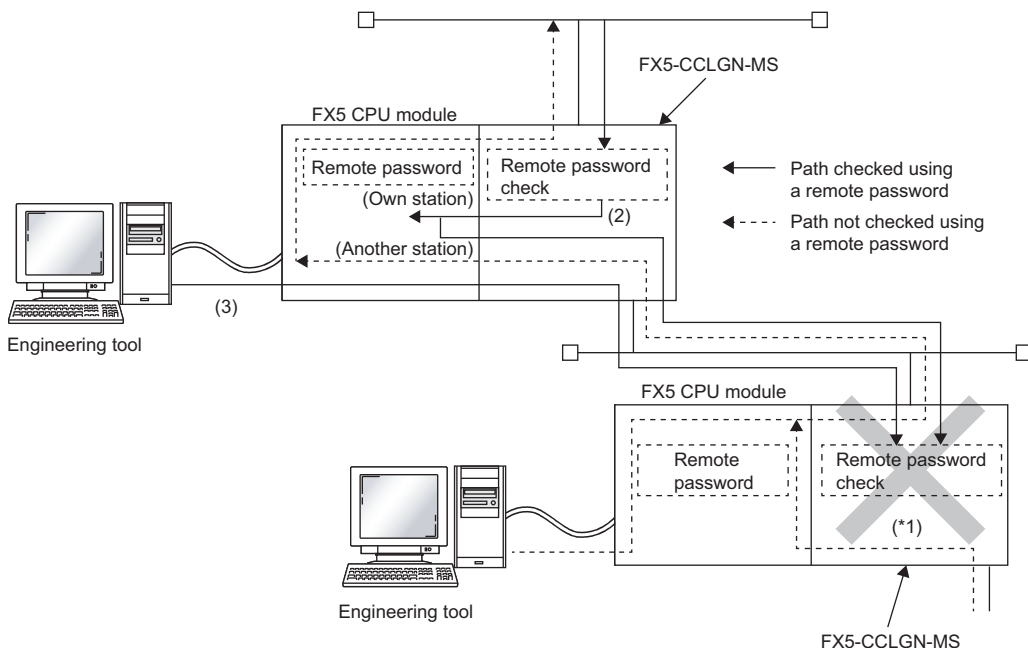 FX5-CCLGN-MS
FX5 CPU module
Remote password
Remote password
check
(Own station)
(2)
(Another station)
Path checked using
a remote password
Path not checked using
a remote password
(3)
Engineering tool
FX5 CPU module
Remote
password
Remote password
check
(*1)
Engineering tool
FX5-CCLGN-MS